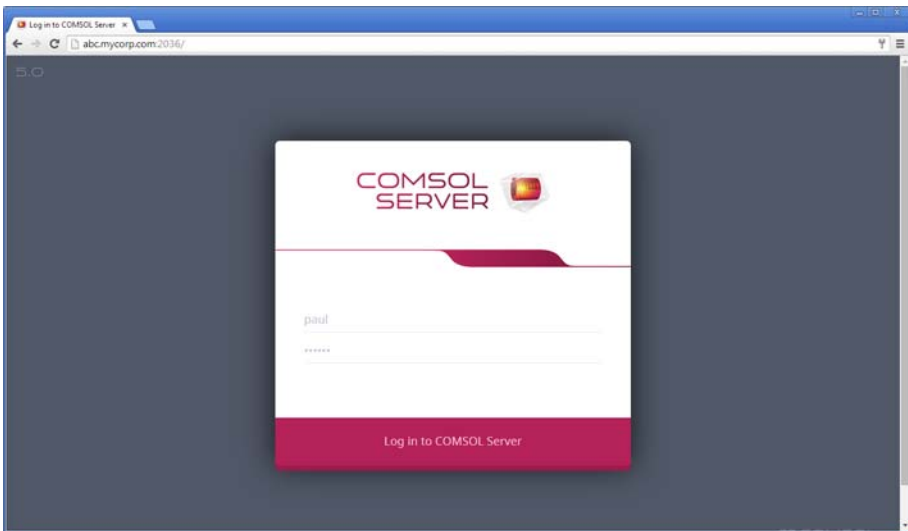 Log in to COMSOL Server
abc.mycorp.com:2036/
5.0
COMSOL
SERVER
paul
••••••
Log in to COMSOL Server